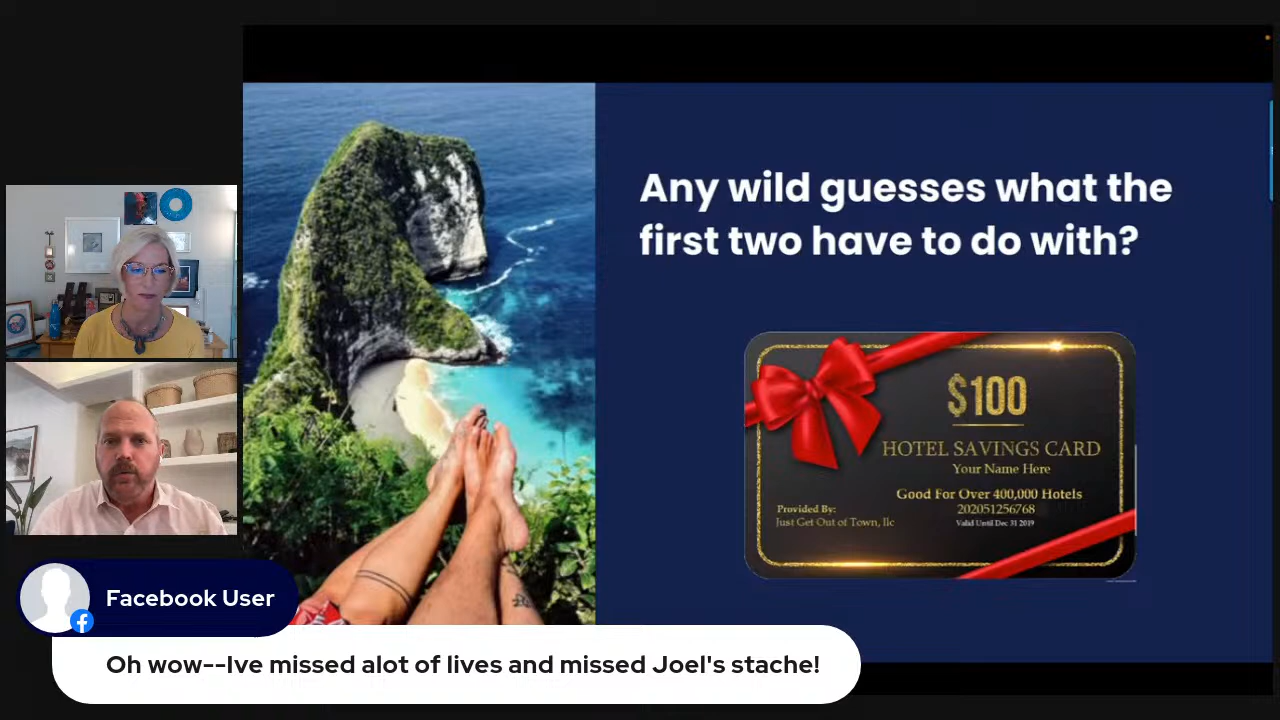 Any wild guesses what the
first two have to do with?
$100
HOTEL SAVINGS CARD
Your Name Here
Good For Over 400,000 Hotels
202051256768
Valid Until Dec 31 2019
Provided By:
Just Get Out of Town, llc
Facebook User
Oh wow--Ive missed alot of lives and missed Joel's stache!